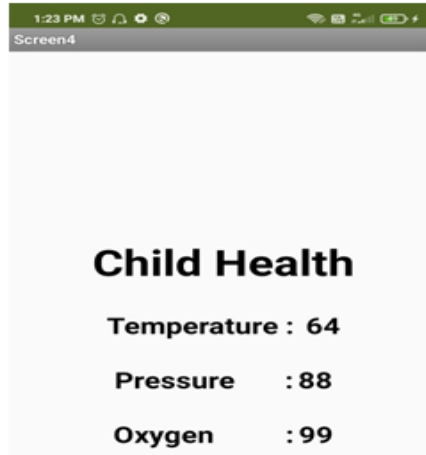 1:23 PM
Screen4
Child Health
Temperature : 64
Pressure : 88
Oxygen : 99